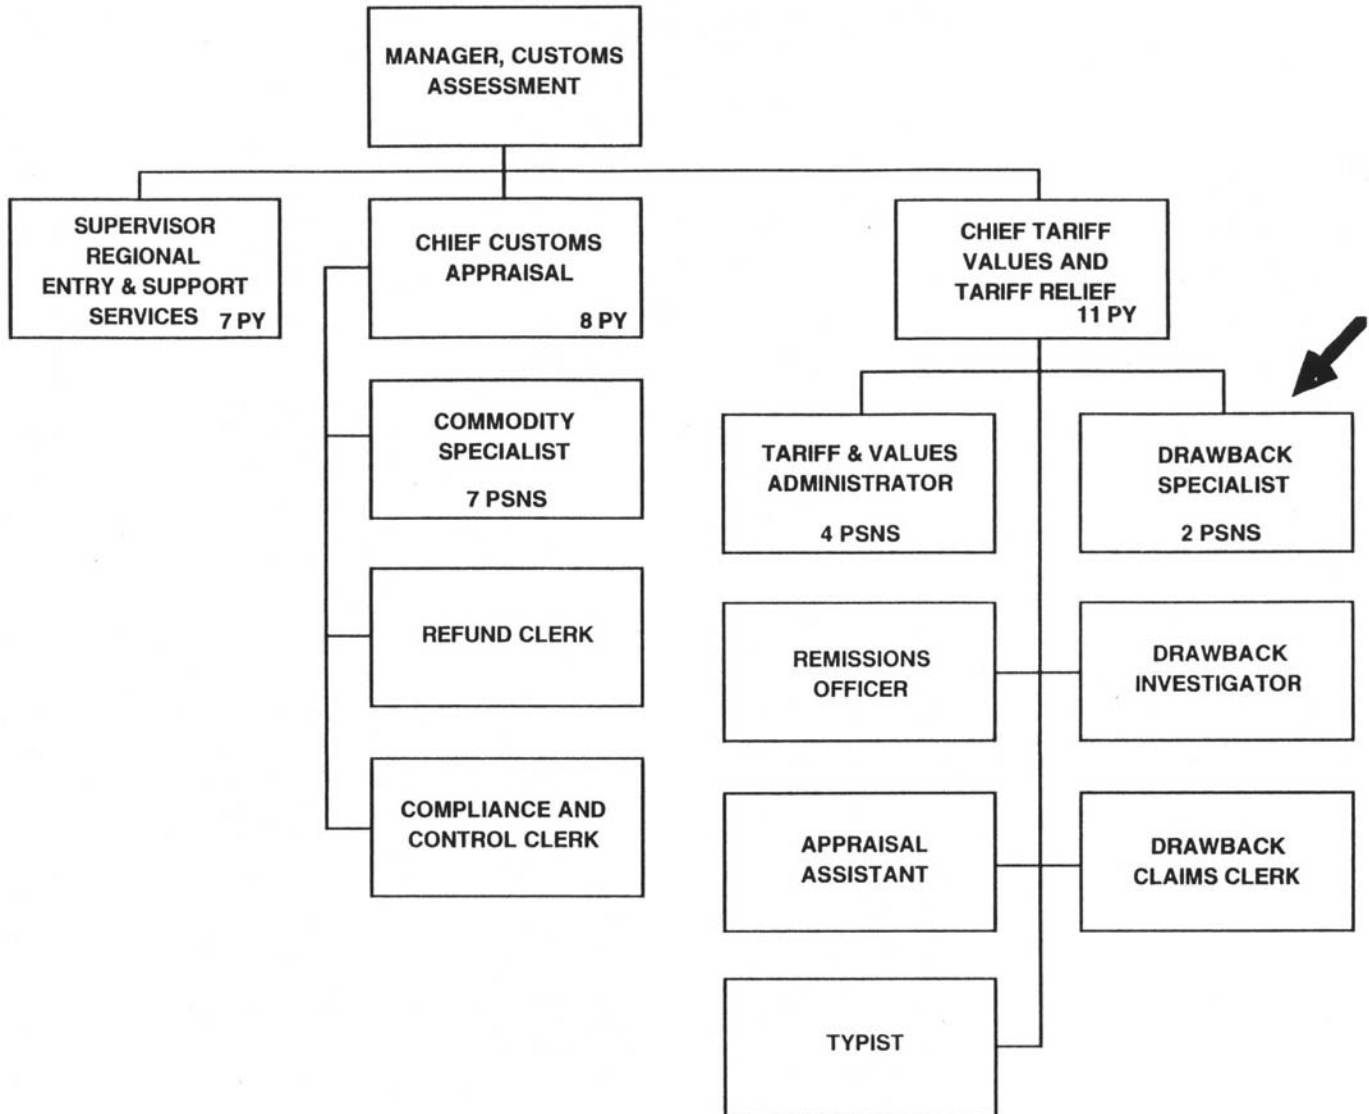 MANAGER, CUSTOMS
ASSESSMENT
SUPERVISOR
REGIONAL
ENTRY & SUPPORT
SERVICES 7 PY
CHIEF CUSTOMS
APPRAISAL
8 PY
CHIEF TARIFF
VALUES AND
TARIFF RELIEF
11 PY
COMMODITY
SPECIALIST
7 PSNS
REFUND CLERK
COMPLIANCE AND
CONTROL CLERK
TARIFF & VALUES
ADMINISTRATOR
4 PSNS
DRAWBACK
SPECIALIST
2 PSNS
REMISSIONS
OFFICER
DRAWBACK
INVESTIGATOR
APPRAISAL
ASSISTANT
DRAWBACK
CLAIMS CLERK
TYPIST